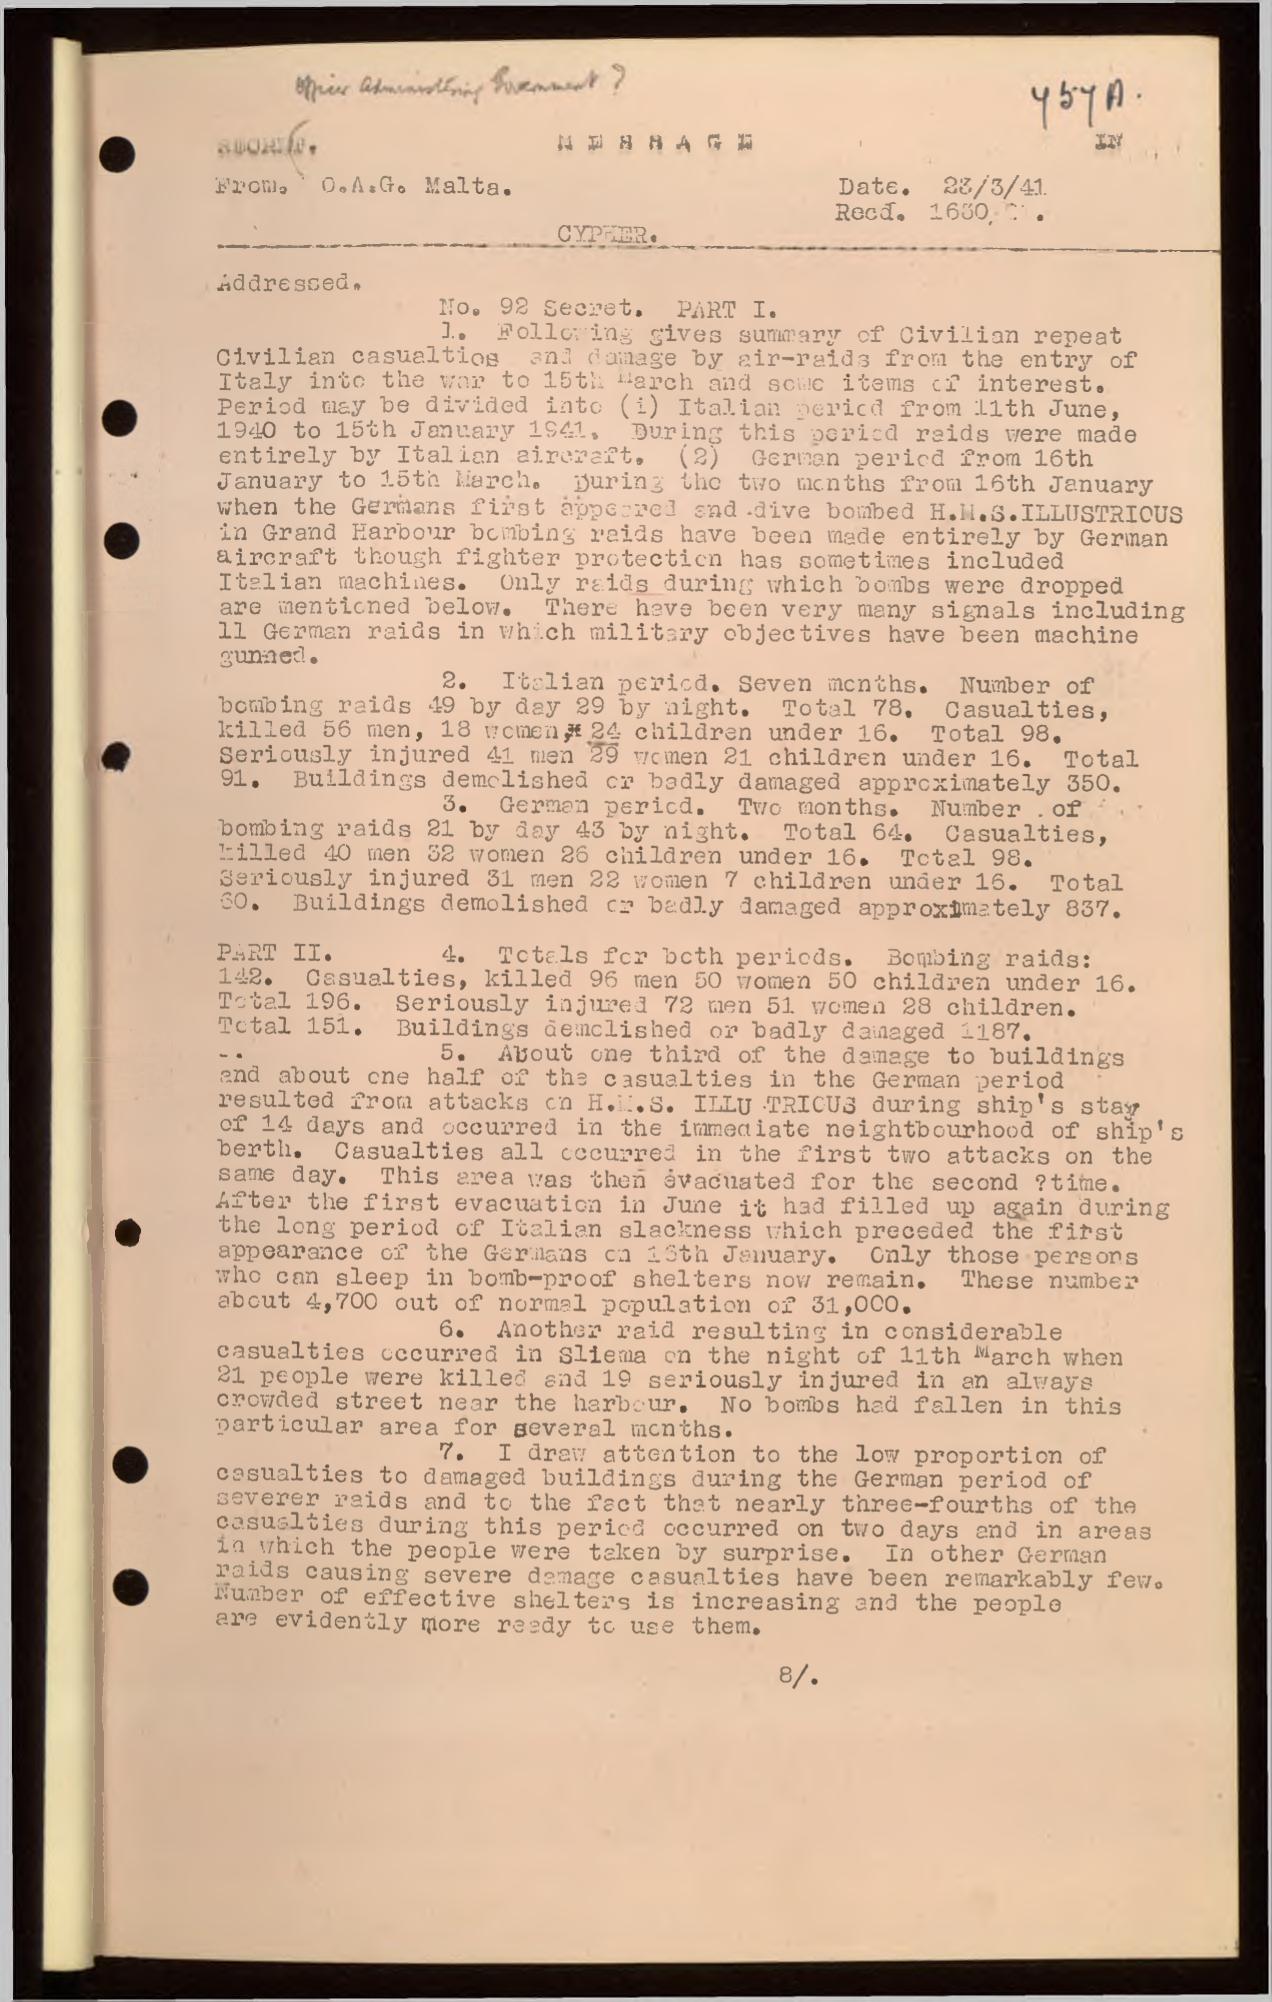 Officer Administering Government ?
457A.
SECRET.
MESSAGE
IN
From. O.A.G. Malta.
Date. 23/3/41
Recd. 1630
CYPHER.
Addressed.
No. 92 Secret. PART I.
1. Following gives summary of Civilian repeat
Civilian casualties and damage by air-raids from the entry of
Italy into the war to 15th March and some items of interest.
Period may be divided into (i) Italian period from 11th June,
1940 to 15th January 1941. During this period raids were made
entirely by Italian aircraft. (2) German period from 16th
January to 15th March. During the two months from 16th January
when the Germans first appeared and dive bombed H.M.S.ILLUSTRIOUS
in Grand Harbour bombing raids have been made entirely by German
aircraft though fighter protection has sometimes included
Italian machines. Only raids during which bombs were dropped
are mentioned below. There have been very many signals including
11 German raids in which military objectives have been machine
gunned.
2. Italian period. Seven months. Number of
bombing raids 49 by day 29 by night. Total 78. Casualties,
killed 56 men, 18 women,* 24 children under 16. Total 98.
Seriously injured 41 men 29 women 21 children under 16. Total
91. Buildings demolished or badly damaged approximately 350.
3. German period. Two months. Number of
bombing raids 21 by day 43 by night. Total 64. Casualties,
killed 40 men 32 women 26 children under 16. Total 98.
Seriously injured 31 men 22 women 7 children under 16. Total
60. Buildings demolished or badly damaged approximately 837.
PART II. 4. Totals for both periods. Bombing raids:
142. Casualties, killed 96 men 50 women 50 children under 16.
Total 196. Seriously injured 72 men 51 women 28 children.
Total 151. Buildings demolished or badly damaged 1187.
5. About one third of the damage to buildings
and about one half of the casualties in the German period
resulted from attacks on H.M.S. ILLU TRIOUS during ship's stay
of 14 days and occurred in the immediate neightbourhood of ship's
berth. Casualties all occurred in the first two attacks on the
same day. This area was then evacuated for the second ?time.
After the first evacuation in June it had filled up again during
the long period of Italian slackness which preceded the first
appearance of the Germans on 16th January. Only those persons
who can sleep in bomb-proof shelters now remain. These number
about 4,700 out of normal population of 31,000.
6. Another raid resulting in considerable
casualties occurred in Sliema on the night of 11th March when
21 people were killed and 19 seriously injured in an always
crowded street near the harbour. No bombs had fallen in this
particular area for several months.
7. I draw attention to the low proportion of
casualties to damaged buildings during the German period of
severer raids and to the fact that nearly three-fourths of the
casualties during this period occurred on two days and in areas
in which the people were taken by surprise. In other German
raids causing severe damage casualties have been remarkably few.
Number of effective shelters is increasing and the people
are evidently more ready to use them.
8/.